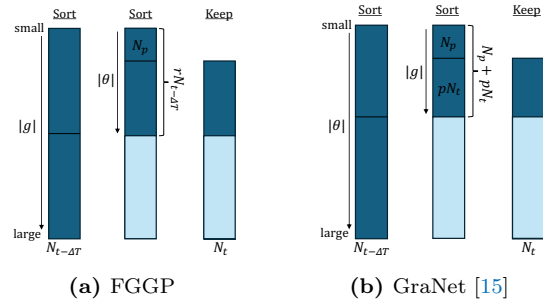 Sort Sort Keep
small
N_p
|θ|
rN_{t-ΔT}
|g|
large
N_{t-ΔT} N_t
(a) FGGP
Sort Sort Keep
small
N_p
|g|
pN_t
N_p + pN_t
|θ|
large
N_{t-ΔT} N_t
(b) GraNet [15]